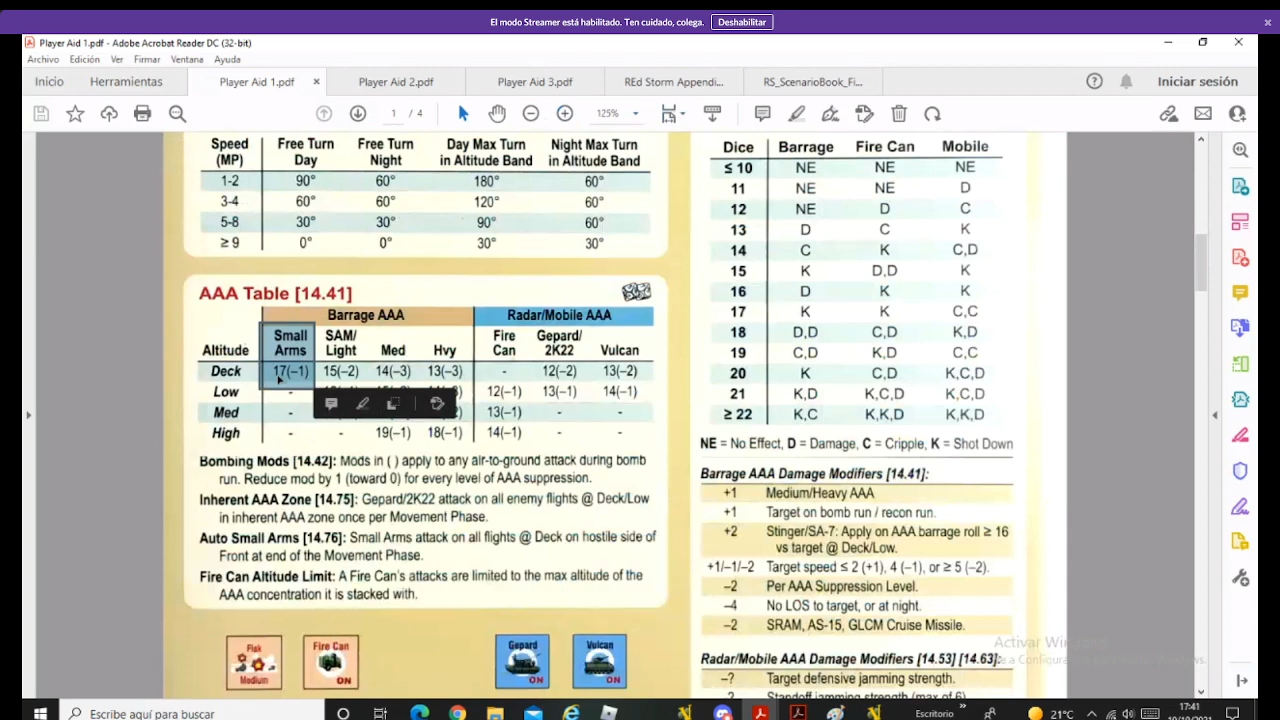 El modo Streamer está habilitado. Ten cuidado, colega. Deshabilitar
Player Aid 1.pdf - Adobe Acrobat Reader DC (32-bit)
Archivo Edición Ver Firmar Ventana Ayuda
Inicio Herramientas Player Aid 1.pdf Player Aid 2.pdf Player Aid 3.pdf REd Storm Appendi... RS_ScenarioBook_Fi... Iniciar sesión
1 / 4 125%
Speed (MP) Free Turn Day Free Turn Night Day Max Turn in Altitude Band Night Max Turn in Altitude Band
1-2 90° 60° 180° 60°
3-4 60° 60° 120° 60°
5-8 30° 30° 90° 60°
≥ 9 0° 0° 30° 30°
AAA Table [14.41]
Barrage AAA Radar/Mobile AAA
Altitude Small Arms SAM/ Light Med Hvy Fire Can Gepard/ 2K22 Vulcan
Deck 17(–1) 15(–2) 14(–3) 13(–3) - 12(–2) 13(–2)
Low - 12(–1) 13(–1) 14(–1)
Med - 13(–1) - -
High - - 19(–1) 18(–1) 14(–1) - -
Bombing Mods [14.42]: Mods in ( ) apply to any air-to-ground attack during bomb
run. Reduce mod by 1 (toward 0) for every level of AAA suppression.
Inherent AAA Zone [14.75]: Gepard/2K22 attack on all enemy flights @ Deck/Low
in inherent AAA zone once per Movement Phase.
Auto Small Arms [14.76]: Small Arms attack on all flights @ Deck on hostile side of
Front at end of the Movement Phase.
Fire Can Altitude Limit: A Fire Can's attacks are limited to the max altitude of the
AAA concentration it is stacked with.
Flak Medium
Fire Can ON
Gepard ON
Vulcan ON
Dice Barrage Fire Can Mobile
≤ 10 NE NE NE
11 NE NE D
12 NE D C
13 D C K
14 C K C,D
15 K D,D K
16 D K K
17 K K C,C
18 D,D C,D K,D
19 C,D K,D C,C
20 K C,D K,D
21 K,D K,C,D K,C,D
≥ 22 K,C K,K,D K,K,D
NE = No Effect, D = Damage, C = Cripple, K = Shot Down
Barrage AAA Damage Modifiers [14.41]:
+1 Medium/Heavy AAA
+1 Target on bomb run / recon run.
+2 Stinger/SA-7: Apply on AAA barrage roll ≥ 16
vs target @ Deck/Low.
+1/–1/–2 Target speed ≤ 2 (+1), 4 (–1), or ≥ 5 (–2).
–2 Per AAA Suppression Level.
–4 No LOS to target, or at night.
–2 SRAM, AS-15, GLCM Cruise Missile.
Radar/Mobile AAA Damage Modifiers [14.53] [14.63]:
–? Target defensive jamming strength.
Standoff jamming strength (max of 6)
Activar Windows
Escribe aquí para buscar
Escritorio 21°C 17:41